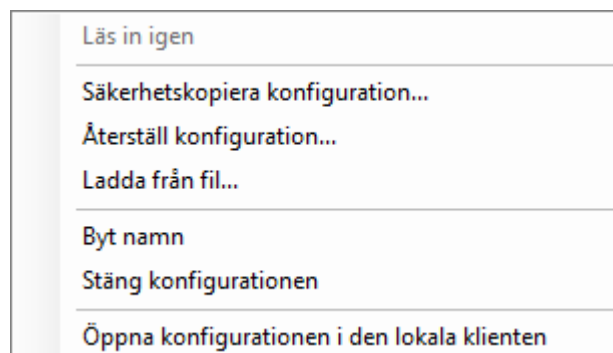 Läs in igen
Säkerhetskopiera konfiguration...
Återställ konfiguration...
Ladda från fil...
Byt namn
Stäng konfigurationen
Öppna konfigurationen i den lokala klienten